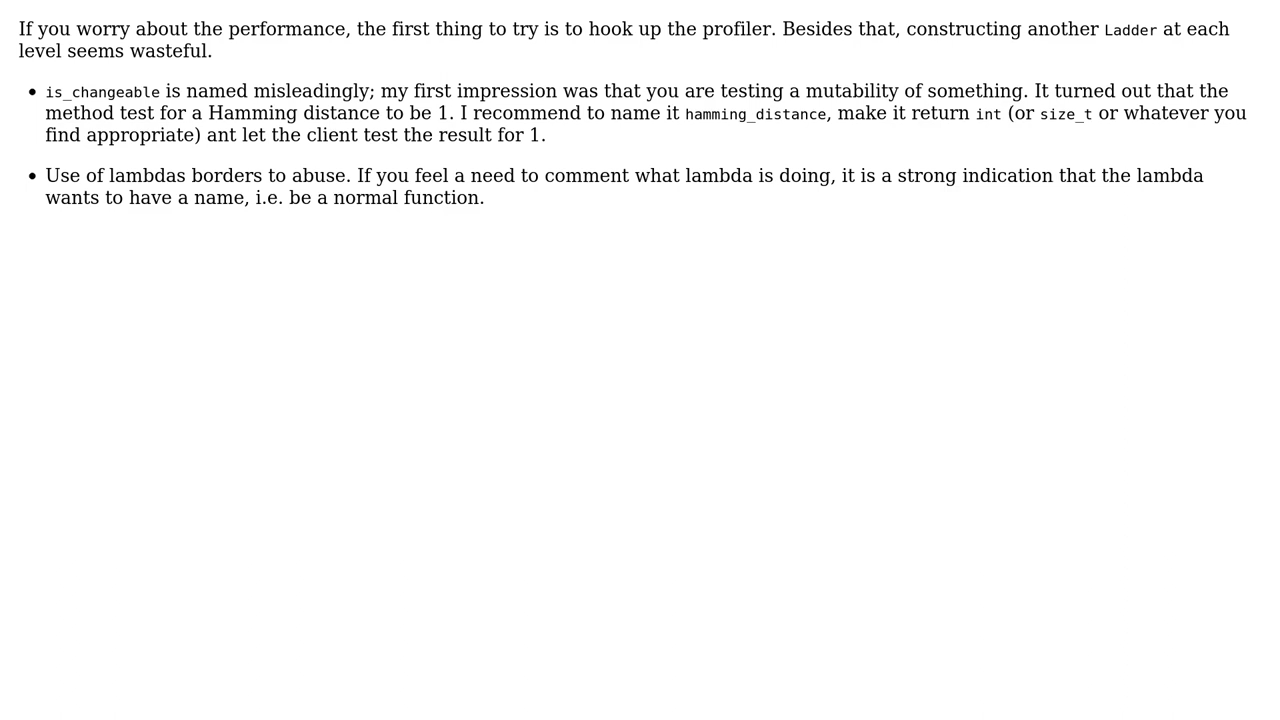 If you worry about the performance, the first thing to try is to hook up the profiler. Besides that, constructing another Ladder at each
level seems wasteful.
• is_changeable is named misleadingly; my first impression was that you are testing a mutability of something. It turned out that the
method test for a Hamming distance to be 1. I recommend to name it hamming_distance, make it return int (or size_t or whatever you
find appropriate) ant let the client test the result for 1.
• Use of lambdas borders to abuse. If you feel a need to comment what lambda is doing, it is a strong indication that the lambda
wants to have a name, i.e. be a normal function.